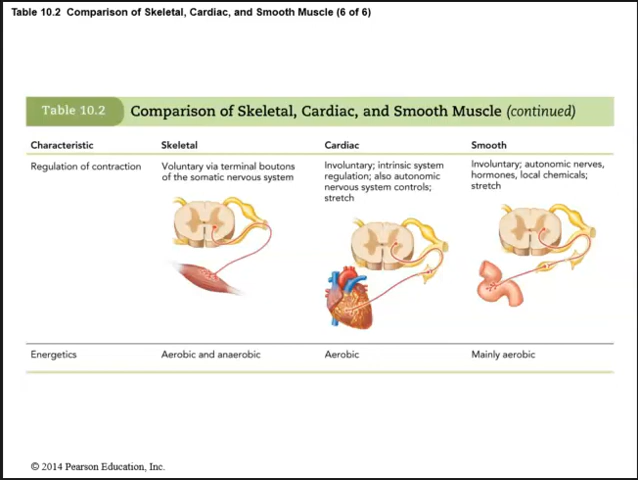 Table 10.2 Comparison of Skeletal, Cardiac, and Smooth Muscle (6 of 6)
Table 10.2 Comparison of Skeletal, Cardiac, and Smooth Muscle (continued)
Characteristic Skeletal Cardiac Smooth
Regulation of contraction
Voluntary via terminal boutons
of the somatic nervous system
Involuntary; intrinsic system
regulation; also autonomic
nervous system controls;
stretch
Involuntary; autonomic nerves,
hormones, local chemicals;
stretch
Energetics Aerobic and anaerobic Aerobic Mainly aerobic
© 2014 Pearson Education, Inc.